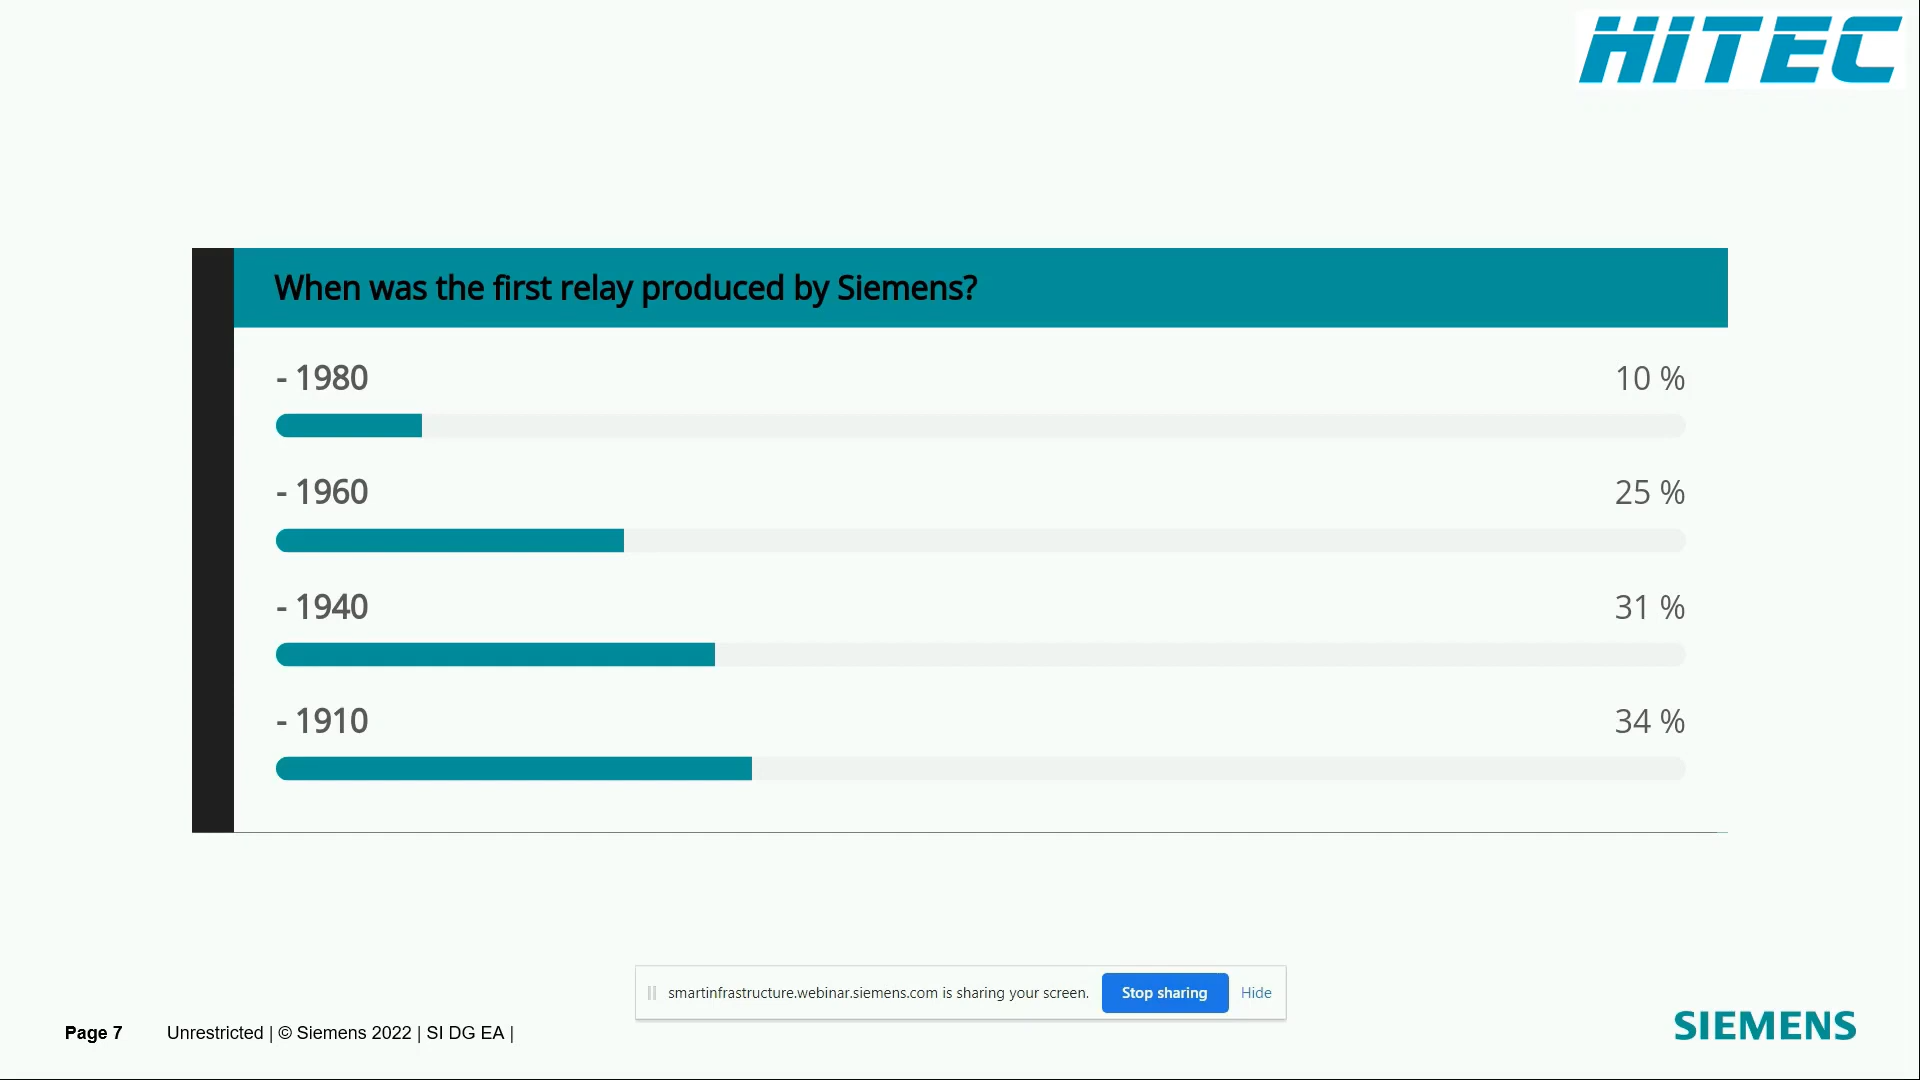 HiTEC
When was the first relay produced by Siemens?
- 1980 10 %
- 1960 25 %
- 1940 31 %
- 1910 34 %
smartinfrastructure.webinar.siemens.com is sharing your screen. Stop sharing Hide
Page 7 Unrestricted | © Siemens 2022 | SI DG EA |
SIEMENS